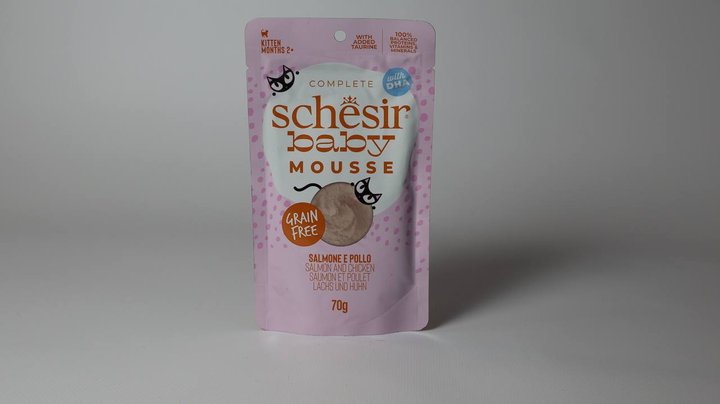 KITTEN
MONTHS 2+
WITH
ADDED
TAURINE
100%
BALANCED
PROTEINS,
VITAMINS &
MINERALS
COMPLETE
with
DHA
schesir®
baby
MOUSSE
GRAIN
FREE
SALMONE E POLLO
SALMON AND CHICKEN
SAUMON ET POULET
LACHS UND HUHN
70g